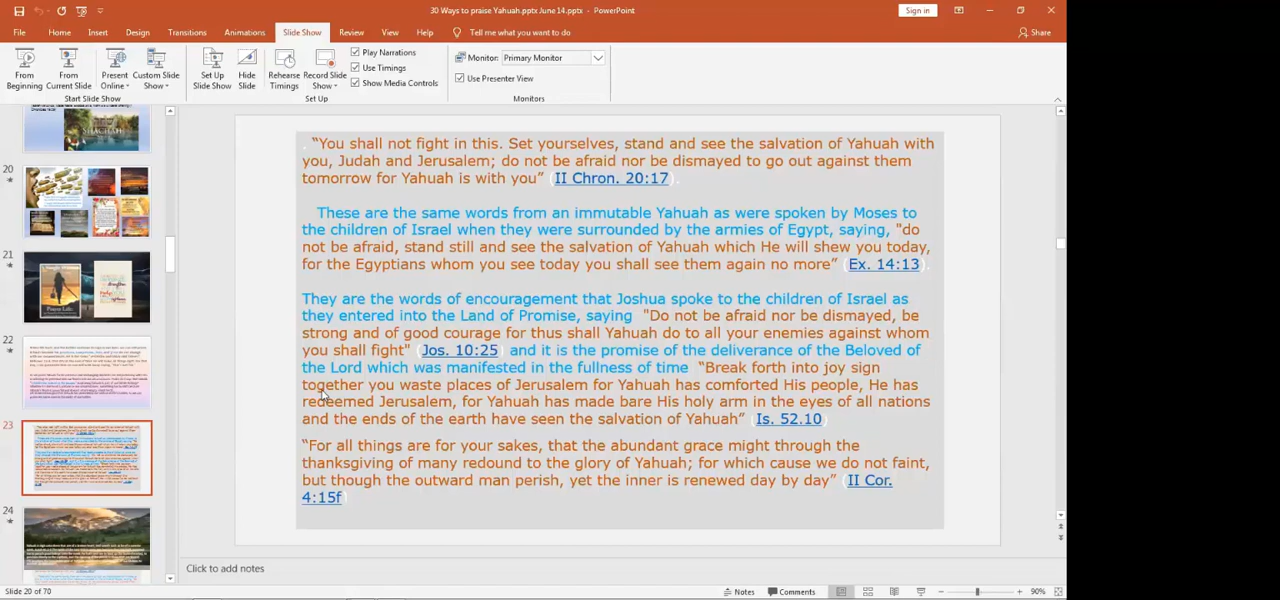 30 Ways to praise Yahuah.pptx June14.pptx - PowerPoint
Sign in
File Home Insert Design Transitions Animations Slide Show Review View Help Tell me what you want to do
Share
From Beginning
From Current Slide
Present Online
Custom Slide Show
Set Up Slide Show
Hide Slide
Rehearse Timings
Record Slide Show
Play Narrations
Use Timings
Show Media Controls
Monitor: Primary Monitor
Use Presenter View
Start Slide Show
Set Up
Monitors
SHACHAH
20
21
22
23
24
. “You shall not fight in this. Set yourselves, stand and see the salvation of Yahuah with
you, Judah and Jerusalem; do not be afraid nor be dismayed to go out against them
tomorrow for Yahuah is with you” (II Chron. 20:17).
These are the same words from an immutable Yahuah as were spoken by Moses to
the children of Israel when they were surrounded by the armies of Egypt, saying, "do
not be afraid, stand still and see the salvation of Yahuah which He will shew you today,
for the Egyptians whom you see today you shall see them again no more” (Ex. 14:13).
They are the words of encouragement that Joshua spoke to the children of Israel as
they entered into the Land of Promise, saying "Do not be afraid nor be dismayed, be
strong and of good courage for thus shall Yahuah do to all your enemies against whom
you shall fight" (Jos. 10:25) and it is the promise of the deliverance of the Beloved of
the Lord which was manifested in the fullness of time “Break forth into joy sign
together you waste places of Jerusalem for Yahuah has comforted His people, He has
redeemed Jerusalem, for Yahuah has made bare His holy arm in the eyes of all nations
and the ends of the earth have seen the salvation of Yahuah” (Is. 52.10)
“For all things are for your sakes, that the abundant grace might through the
thanksgiving of many redound to the glory of Yahuah; for which cause we do not faint,
but though the outward man perish, yet the inner is renewed day by day” (II Cor.
4:15f)
Click to add notes
Slide 20 of 70
Notes
Comments
90%